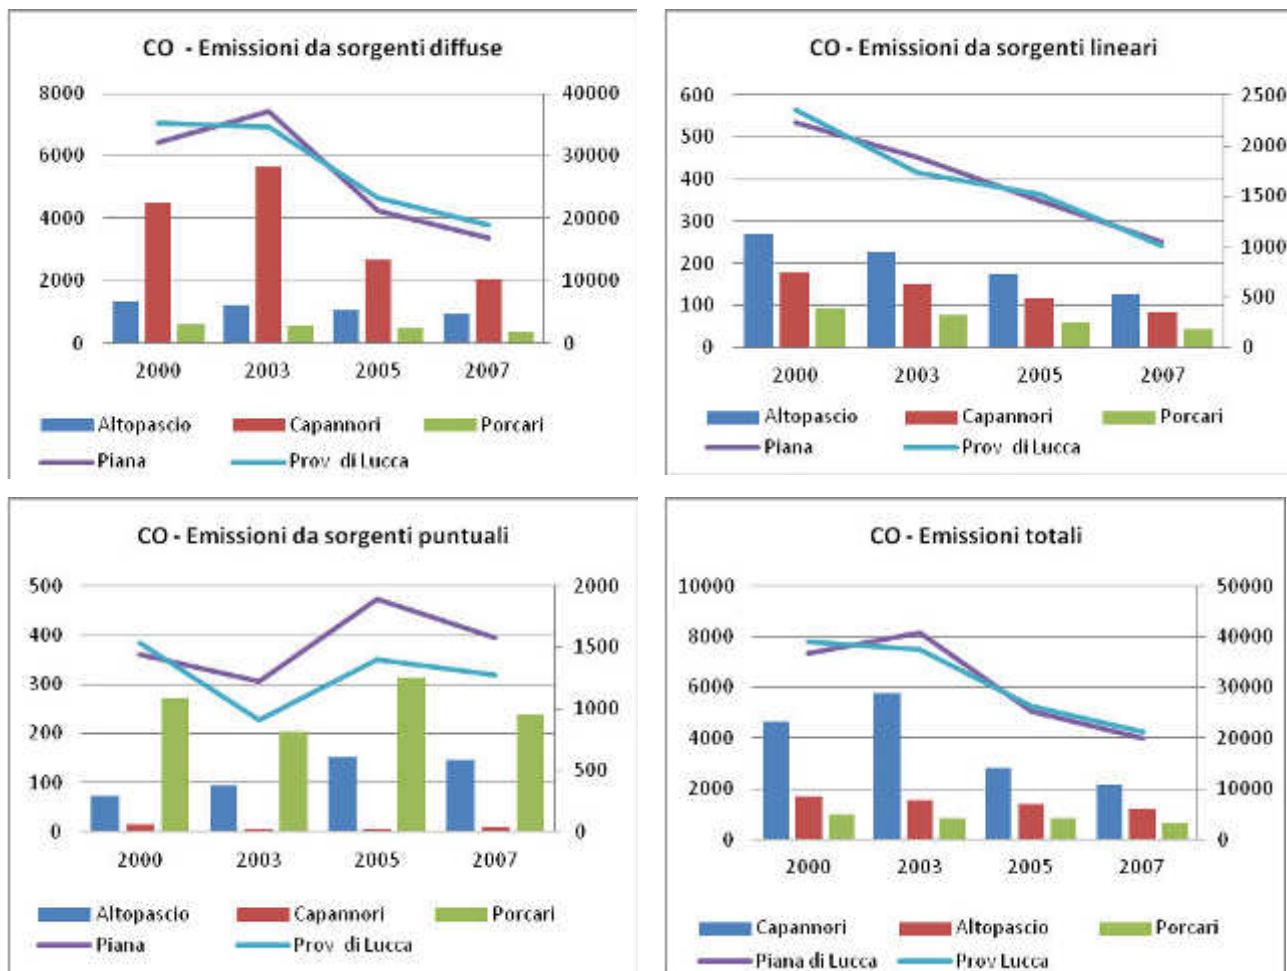 CO - Emissioni da sorgenti diffuse
8000 40000
6000 30000
4000 20000
2000 10000
0 0
2000 2003 2005 2007
Altopascio Capannori Porcari
Piana Prov di Lucca
CO - Emissioni da sorgenti lineari
600 2500
500 2000
400 1500
300
200 1000
100 500
0 0
2000 2003 2005 2007
Altopascio Capannori Porcari
Piana Prov di Lucca
CO - Emissioni da sorgenti puntuali
500 2000
400 1500
300 1000
200
100 500
0 0
2000 2003 2005 2007
Altopascio Capannori Porcari
Piana Prov di Lucca
CO - Emissioni totali
10000 50000
8000 40000
6000 30000
4000 20000
2000 10000
0 0
2000 2003 2005 2007
Capannori Altopascio Porcari
Piana di Lucca Prov Lucca